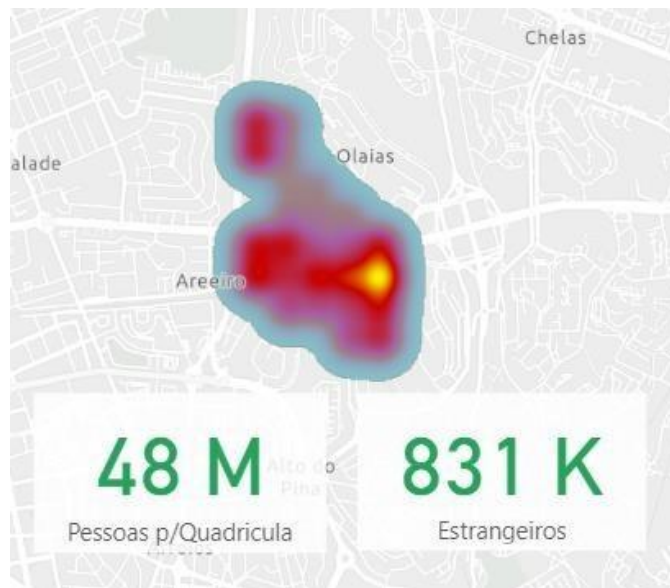 Chelas
Olaias
alade
Areeiro
48 M
831 K
Alto do
Pina
Pessoas p/Quadricula
Estrangeiros